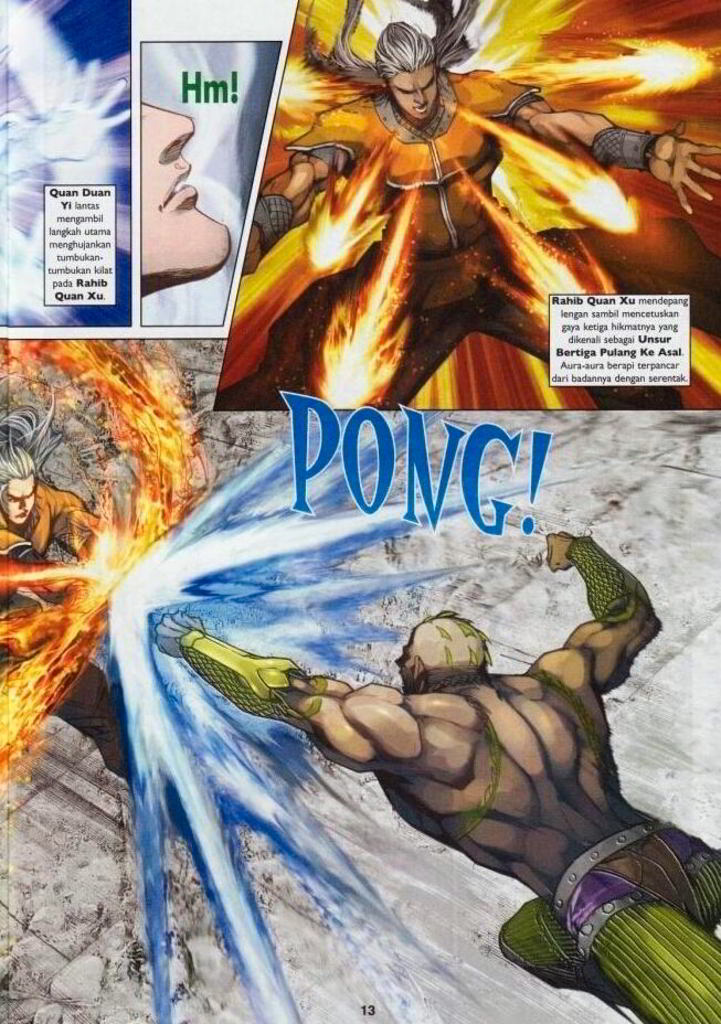 Hm!
Quan Duan
Yi lantas
mengambil
langkah utama
menghujankan
tumbukan-
tumbukan kilat
pada Rahib
Quan Xu.
Rahib Quan Xu mendepang
lengan sambil mencetuskan
gaya ketiga hikmatnya yang
dikenali sebagai Unsur
Bertiga Pulang Ke Asal.
Aura-aura berapi terpancar
dari badannya dengan serentak.
PONG!
13